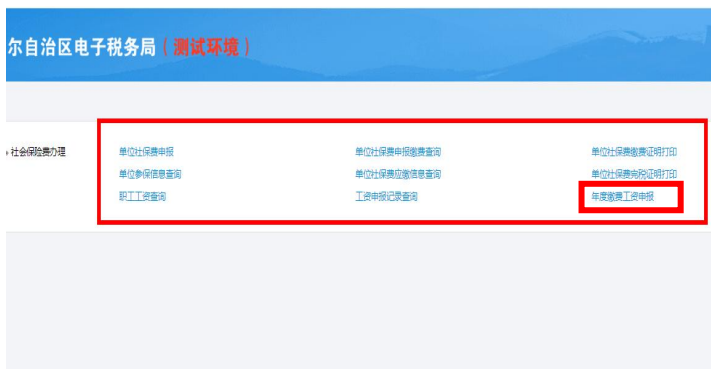 尔自治区电子税务局（测试环境）
社会保险费办理 单位社保费申报 单位社保费申报缴费查询 单位社保费缴费证明打印
单位参保信息查询 单位社保费应缴信息查询 单位社保费完税证明打印
职工工资查询 工资申报记录查询 年度缴费工资申报